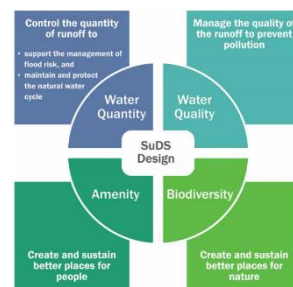 Control the quantity
of runoff to
• support the management of
flood risk, and
• maintain and protect
the natural water
cycle
Manage the quality of
the runoff to prevent
pollution
Water
Quantity
Water
Quality
SuDS
Design
Amenity
Biodiversity
Create and sustain
better places for
people
Create and sustain
better places for
nature